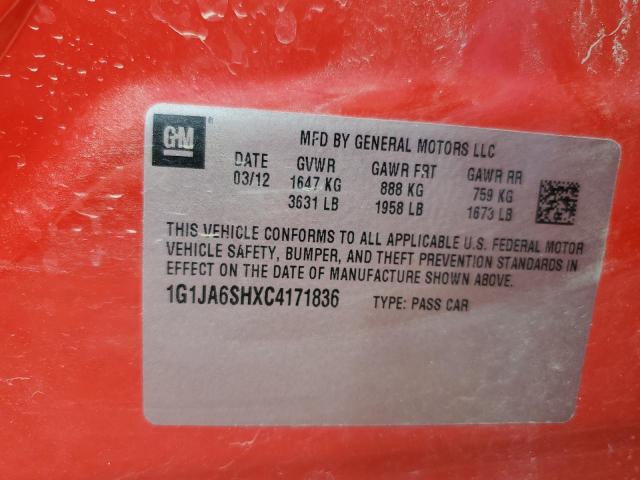 GM ®
MFD BY GENERAL MOTORS LLC
DATE GVWR GAWR FRT GAWR RR
03/12 1647 KG 888 KG 759 KG
3631 LB 1958 LB 1673 LB
THIS VEHICLE CONFORMS TO ALL APPLICABLE U.S. FEDERAL MOTOR
VEHICLE SAFETY, BUMPER, AND THEFT PREVENTION STANDARDS IN
EFFECT ON THE DATE OF MANUFACTURE SHOWN ABOVE.
1G1JA6SHXC4171836 TYPE: PASS CAR